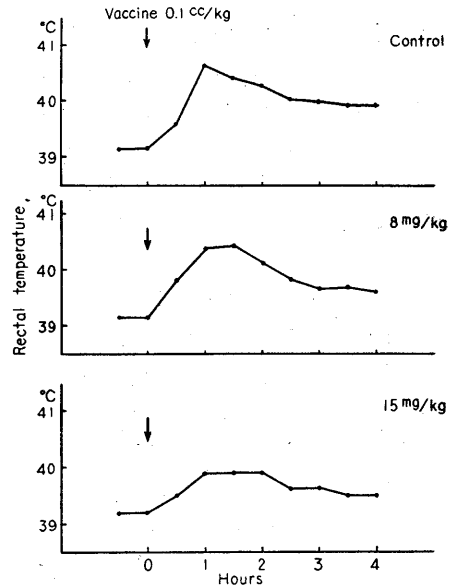 Vaccine 0.1 cc/kg
°C
41
40
39
Control
°C
41
40
39
8 mg/kg
°C
41
40
39
15 mg/kg
Rectal temperature,
0 1 2 3 4
Hours